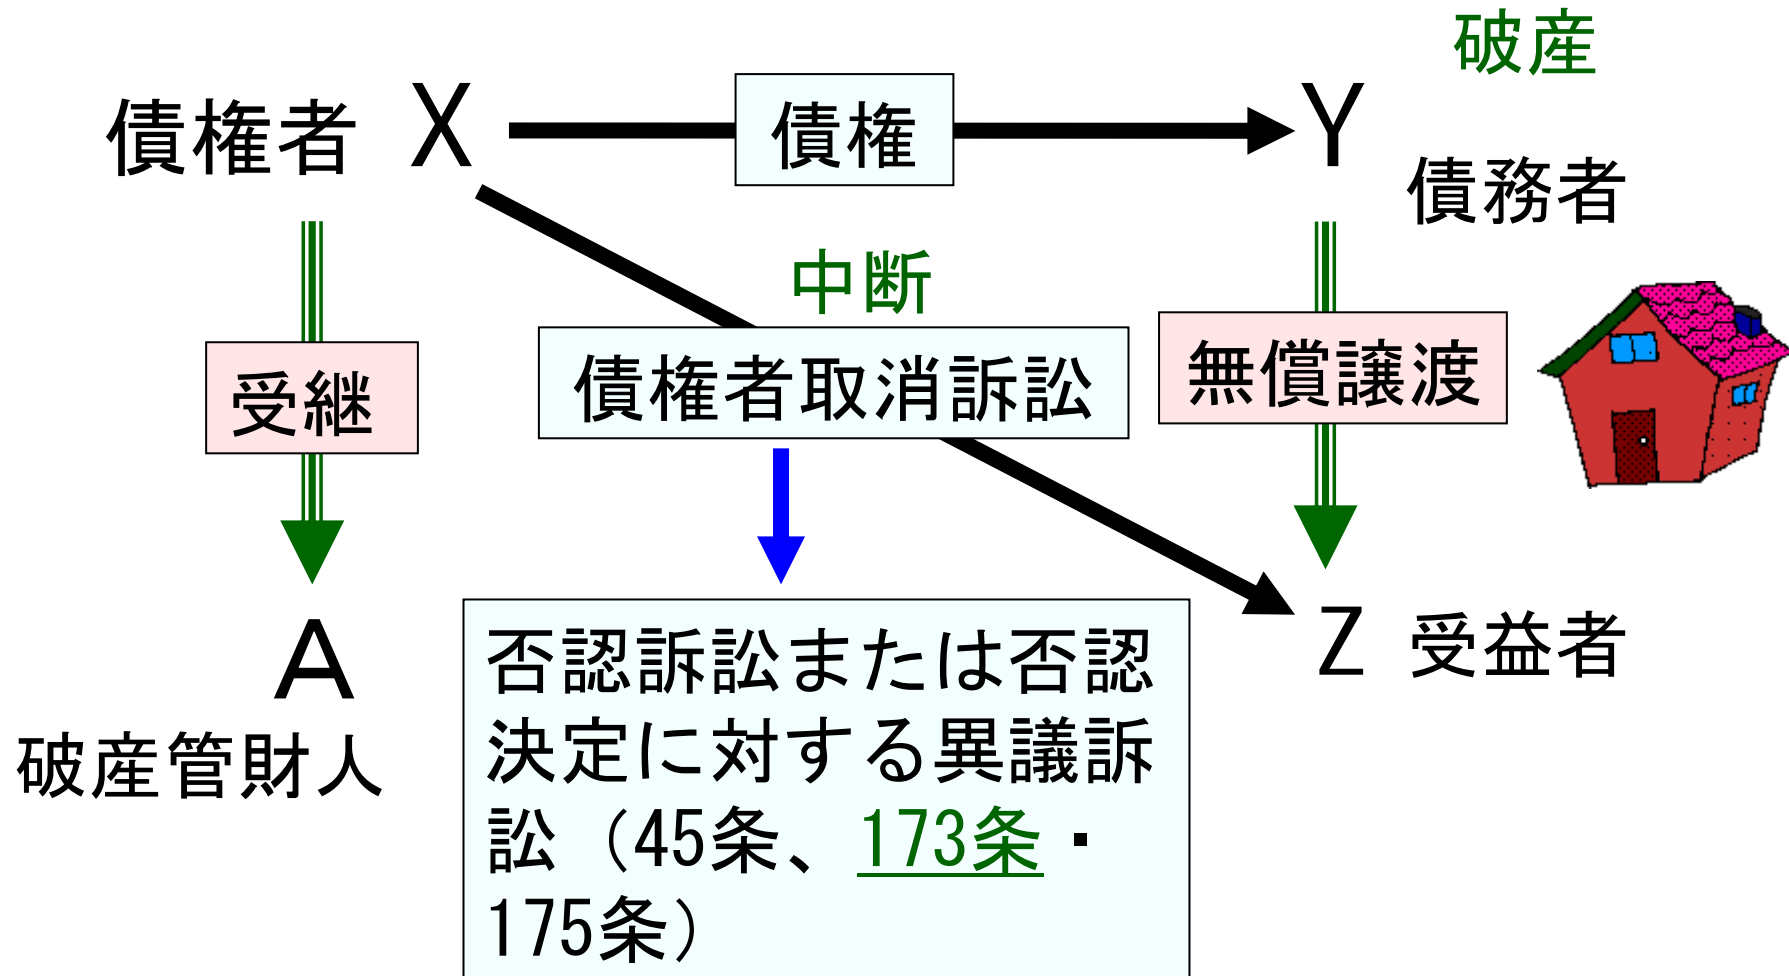 破産
債権者 X
債権
Y
債務者
中断
受継
債権者取消訴訟
無償譲渡
A
破産管財人
Z 受益者
否認訴訟または否認
決定に対する異議訴
訟（45条、173条・
175条）